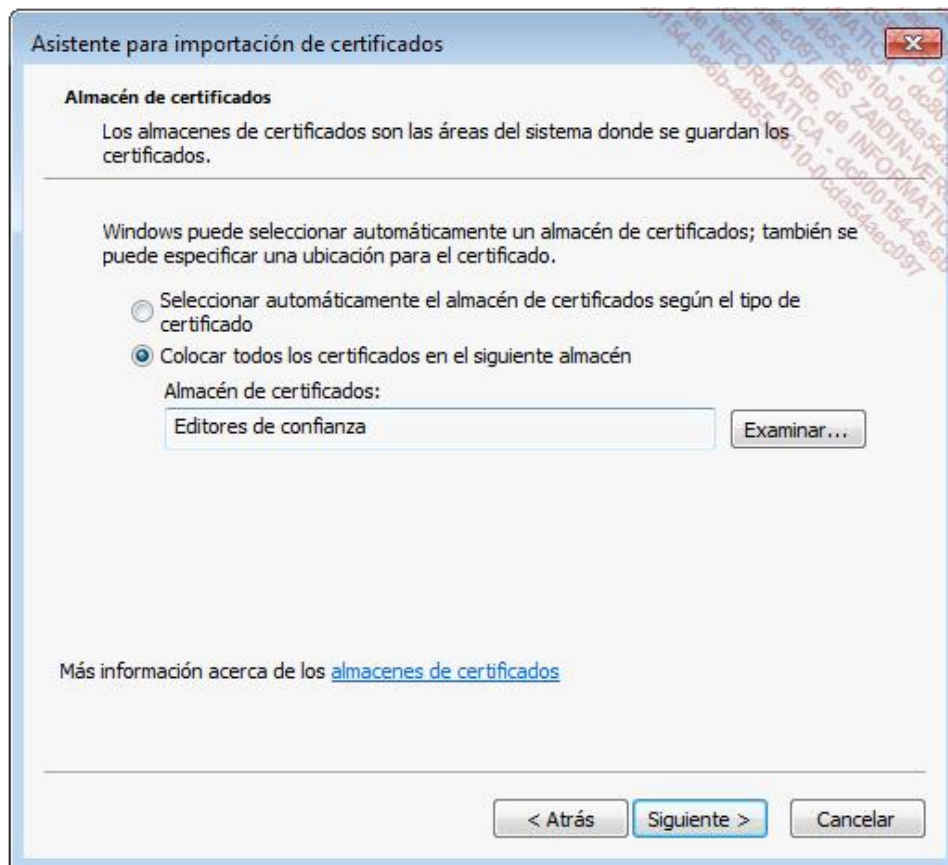 Asistente para importación de certificados
Almacén de certificados
Los almacenes de certificados son las áreas del sistema donde se guardan los
certificados.
Windows puede seleccionar automáticamente un almacén de certificados; también se
puede especificar una ubicación para el certificado.
Seleccionar automáticamente el almacén de certificados según el tipo de
certificado
Colocar todos los certificados en el siguiente almacén
Almacén de certificados:
Editores de confianza
Examinar...
Más información acerca de los almacenes de certificados
< Atrás
Siguiente >
Cancelar